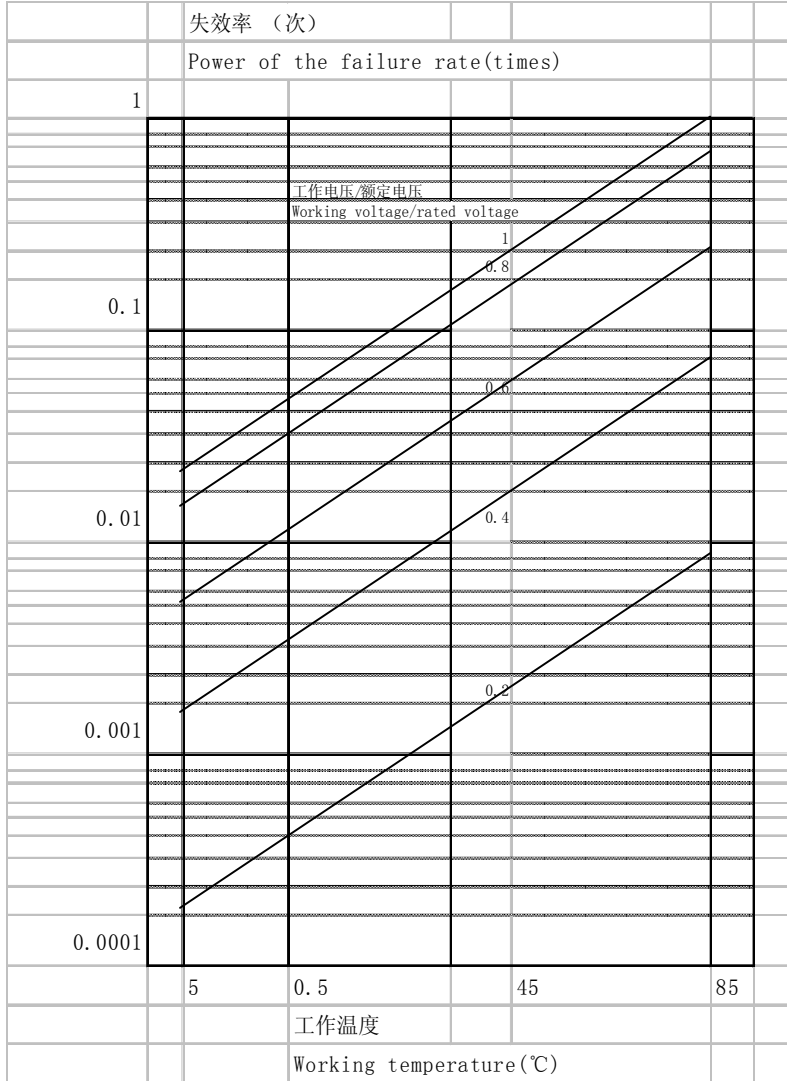 失效率 （次）
Power of the failure rate(times)
1
工作电压/额定电压
Working voltage/rated voltage
1
0.8
0.1
0.6
0.01
0.4
0.2
0.001
0.0001
5 0.5 45 85
工作温度
Working temperature(℃)